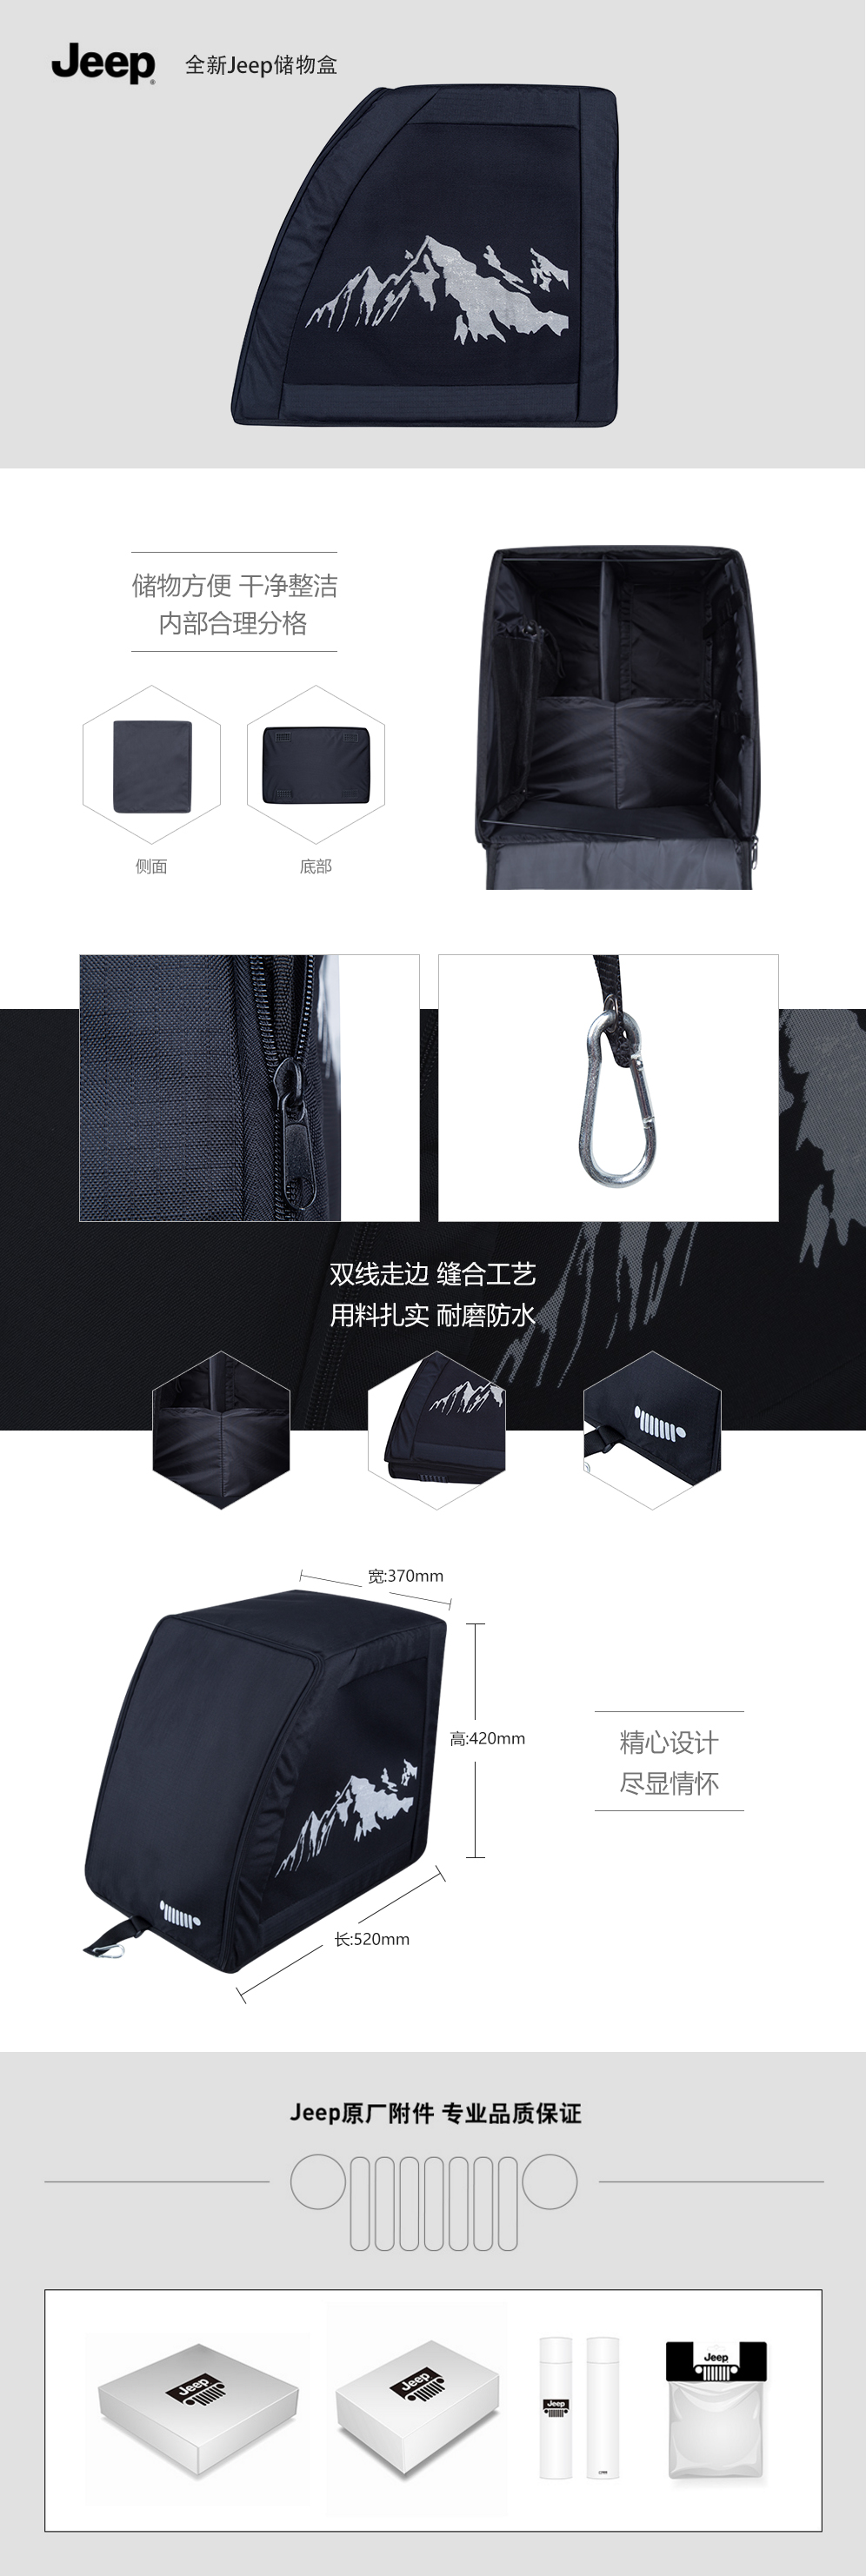 Jeep®
全新Jeep储物盒
储物方便 干净整洁
内部合理分格
侧面
底部
双线走边 缝合工艺
用料扎实 耐磨防水
宽:370mm
高:420mm
精心设计
尽显情怀
长:520mm
Jeep原厂附件 专业品质保证
Jeep
Jeep
Jeep
Jeep